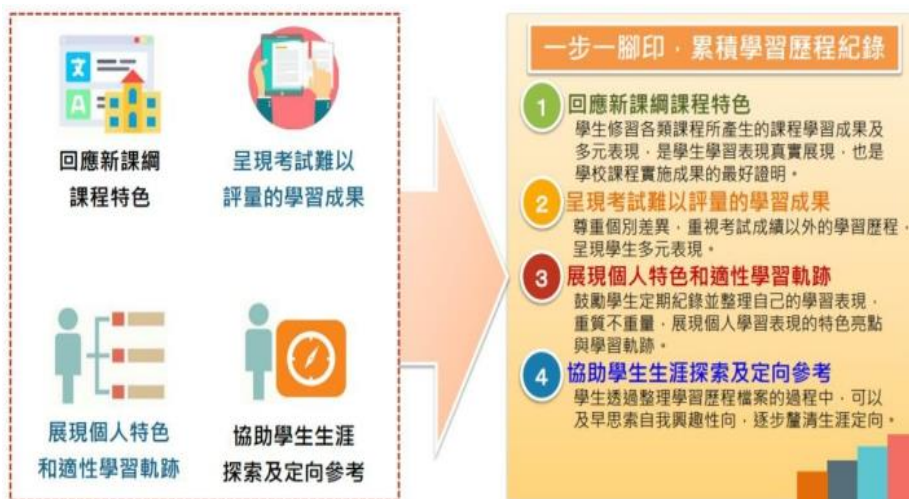 文
A
回應新課綱
課程特色
呈現考試難以
評量的學習成果
展現個人特色
和適性學習軌跡
協助學生生涯
探索及定向參考
一步一腳印，累積學習歷程紀錄
1 回應新課綱課程特色
學生修習各類課程所產生的課程學習成果及
多元表現，是學生學習表現真實展現，也是
學校課程實施成果的最好證明。
2 呈現考試難以評量的學習成果
尊重個別差異，重視考試成績以外的學習歷程，
呈現學生多元表現。
3 展現個人特色和適性學習軌跡
鼓勵學生定期紀錄並整理自己的學習表現，
重質不重量，展現個人學習表現的特色亮點
與學習軌跡。
4 協助學生生涯探索及定向參考
學生透過整理學習歷程檔案的過程中，可以
及早思索自我興趣性向，逐步釐清生涯定向。